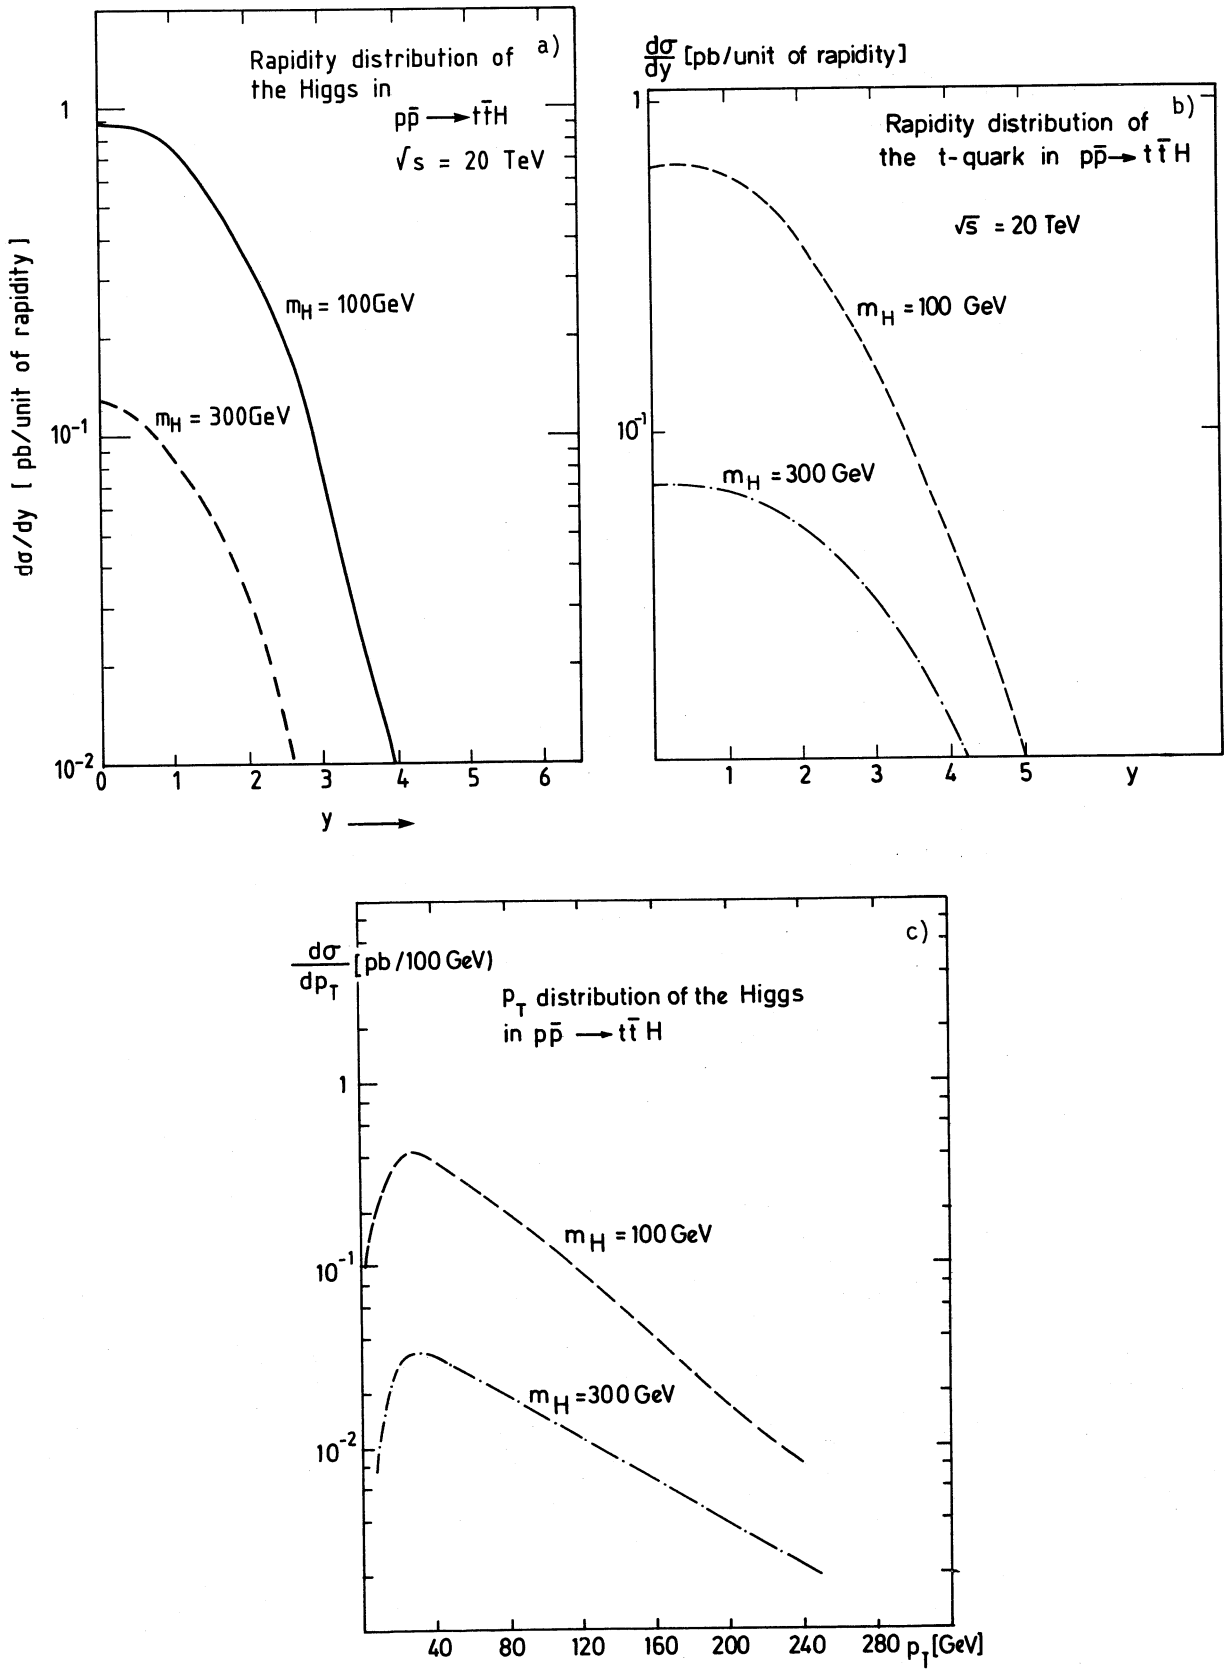 a)
Rapidity distribution of
the Higgs in
pp̄ ⟶ tt̄H
√s = 20 TeV
dσ/dy [ pb/unit of rapidity ]
1
10⁻¹
10⁻²
m_H = 100GeV
m_H = 300GeV
0 1 2 3 4 5 6
y ⟶
dσ/dy [pb/unit of rapidity]
b)
Rapidity distribution of
the t-quark in pp̄ → tt̄H
√s = 20 TeV
1
10⁻¹
m_H = 100 GeV
m_H = 300 GeV
1 2 3 4 5 y
c)
dσ/dp_T [pb/100 GeV)
p_T distribution of the Higgs
in pp̄ ⟶ tt̄H
1
10⁻¹
10⁻²
m_H = 100 GeV
m_H = 300 GeV
40 80 120 160 200 240 280 p_T [GeV]